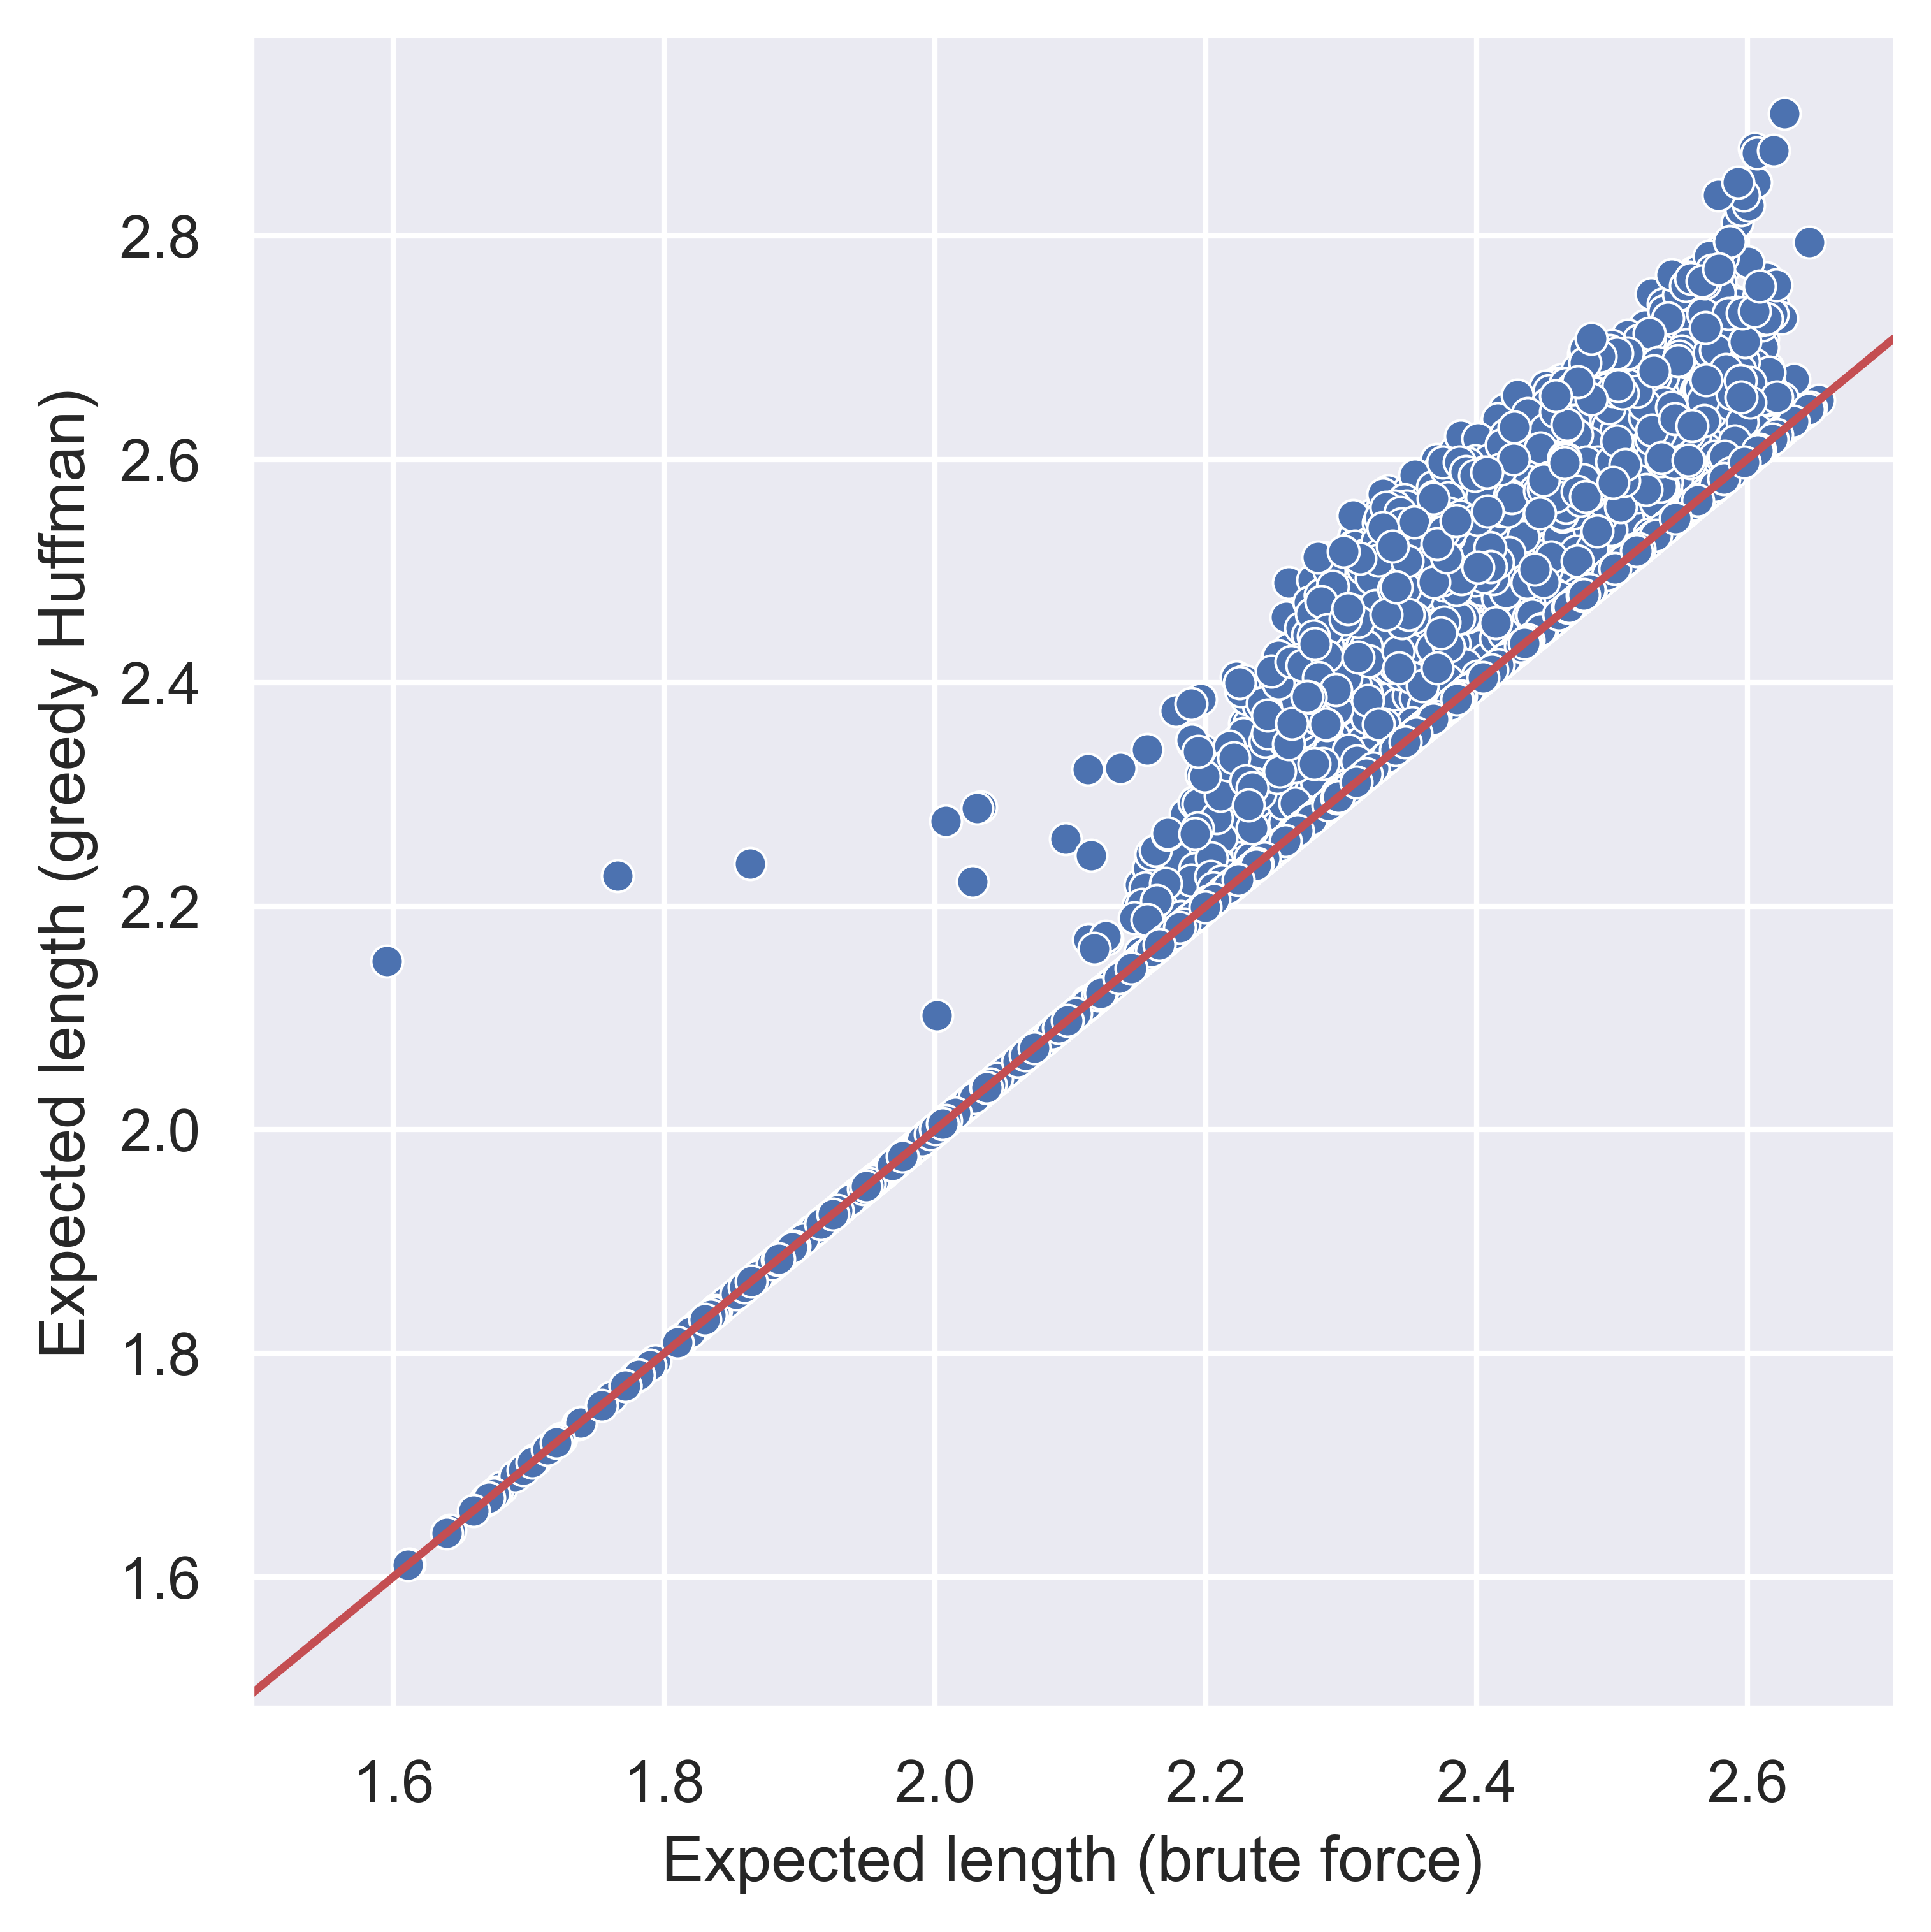 Expected length (greedy Huffman)
2.8
2.6
2.4
2.2
2.0
1.8
1.6
1.6 1.8 2.0 2.2 2.4 2.6
Expected length (brute force)